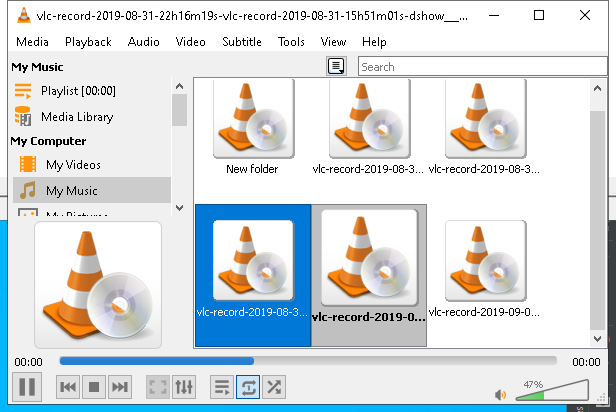 vlc-record-2019-08-31-22h16m19s-vlc-record-2019-08-31-15h51m01s-dshow__...
Media Playback Audio Video Subtitle Tools View Help
My Music
Search
Playlist [00:00]
Media Library
My Computer
My Videos
My Music
My Pictures
New folder
vlc-record-2019-08-3...
vlc-record-2019-08-3...
vlc-record-2019-08-3...
vlc-record-2019-0...
vlc-record-2019-09-0...
00:00
00:00
47%